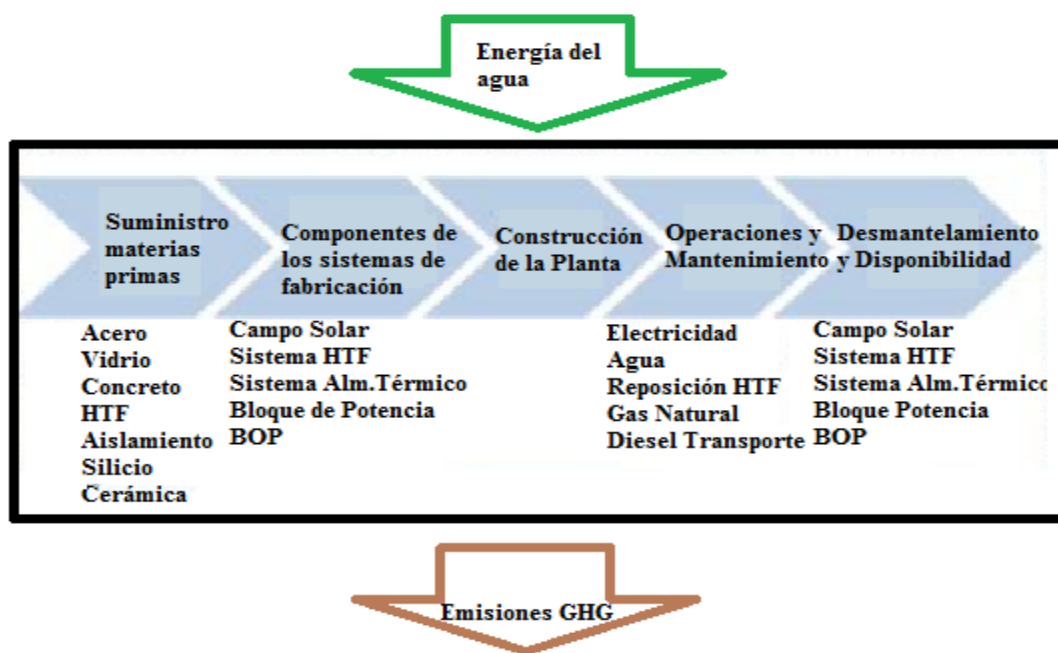 Energía del
agua
Suministro
materias
primas
Componentes de
los sistemas de
fabricación
Construcción
de la Planta
Operaciones y
Mantenimiento
Desmantelamiento
y Disponibilidad
Acero
Vidrio
Concreto
HTF
Aislamiento
Silicio
Cerámica
Campo Solar
Sistema HTF
Sistema Alm.Térmico
Bloque de Potencia
BOP
Electricidad
Agua
Reposición HTF
Gas Natural
Diesel Transporte
Campo Solar
Sistema HTF
Sistema Alm.Térmico
Bloque Potencia
BOP
Emisiones GHG